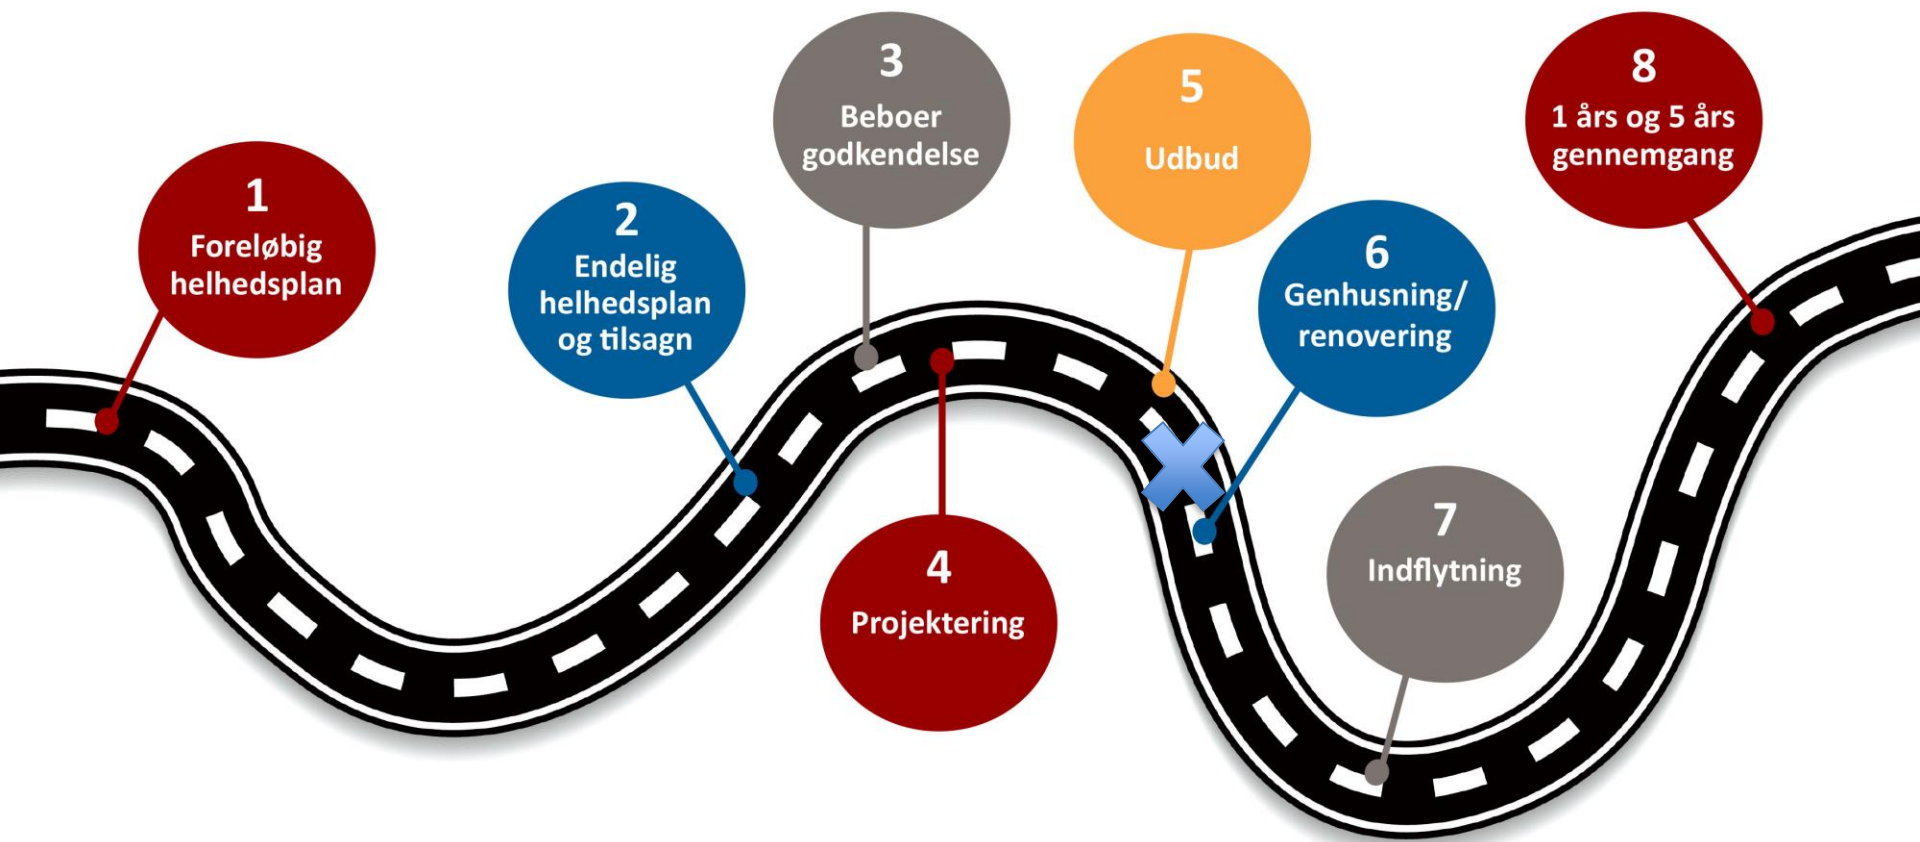 1
Foreløbig
helhedsplan
2
Endelig
helhedsplan
og tilsagn
3
Beboer
godkendelse
4
Projektering
5
Udbud
6
Genhusning/
renovering
7
Indflytning
8
1 års og 5 års
gennemgang